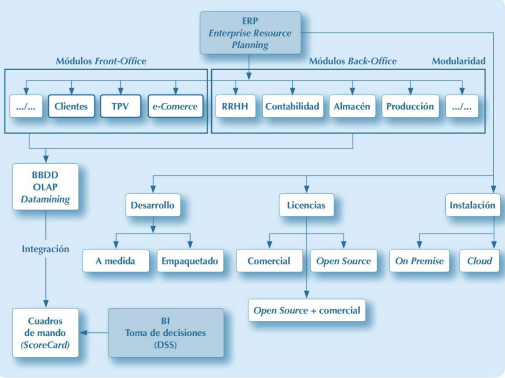 ERP
Enterprise Resource
Planning
Módulos Front-Office
Módulos Back-Office
Modularidad
.../...
Clientes
TPV
e-Comerce
RRHH
Contabilidad
Almacén
Producción
.../...
BBDD
OLAP
Datamining
Desarrollo
Licencias
Instalación
Integración
A medida
Empaquetado
Comercial
Open Source
On Premise
Cloud
Open Source + comercial
Cuadros
de mando
(ScoreCard)
BI
Toma de decisiones
(DSS)